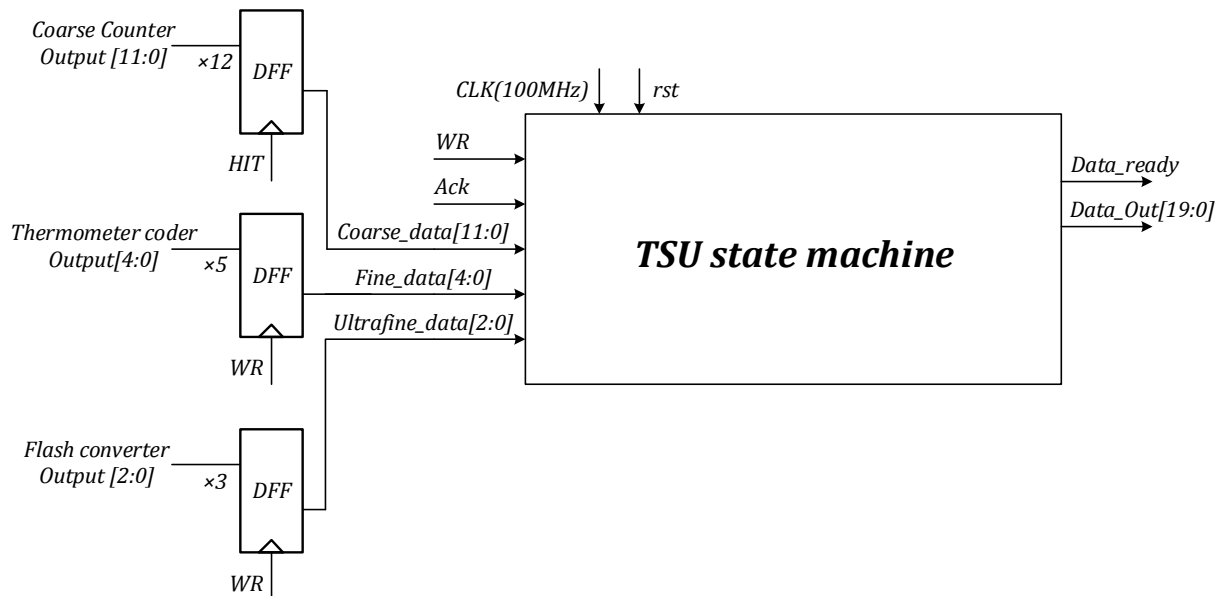 Coarse Counter
Output [11:0]
×12
DFF
HIT
Thermometer coder
Output[4:0]
×5
DFF
WR
Flash converter
Output [2:0]
×3
DFF
WR
CLK(100MHz)
rst
WR
Ack
Coarse_data[11:0]
Fine_data[4:0]
Ultrafine_data[2:0]
TSU state machine
Data_ready
Data_Out[19:0]